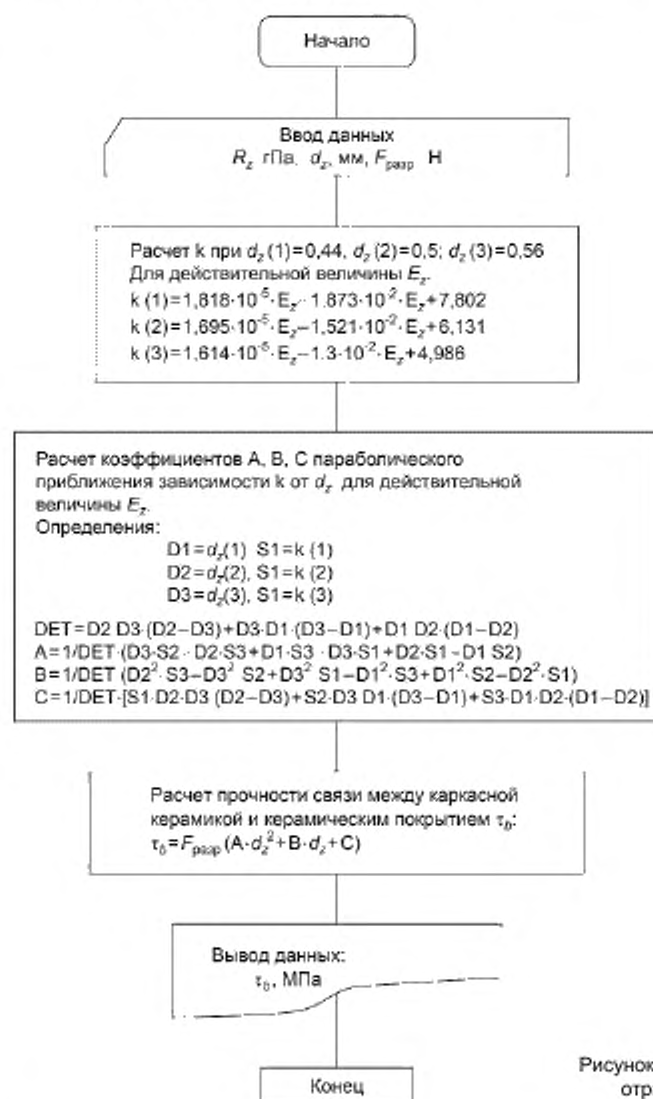 Начало
Ввод данных
R_z гПа, d_z, мм, F_разр Н
Расчет k при d_z (1)=0,44, d_z (2)=0,5; d_z (3)=0,56
Для действительной величины E_z.
k (1)=1,818·10⁻⁵·E_z - 1.873·10⁻²·E_z+7,802
k (2)=1,695·10⁻⁵·E_z–1,521·10⁻²·E_z+6,131
k (3)=1,614·10⁻⁵·E_z–1.3·10⁻²·E_z+4,986
Расчет коэффициентов A, B, C параболического
приближения зависимости k от d_z для действительной
величины E_z.
Определения:
D1=d_z(1) S1=k (1)
D2=d_z(2), S1=k (2)
D3=d_z(3), S1=k (3)
DET=D2 D3·(D2–D3)+D3·D1·(D3–D1)+D1 D2·(D1–D2)
A=1/DET·(D3·S2 - D2·S3+D1·S3 - D3·S1+D2·S1–D1 S2)
B=1/DET (D2²·S3–D3² S2+D3² S1–D1²·S3+D1²·S2–D2²·S1)
C=1/DET·[S1·D2·D3 (D2–D3)+S2·D3 D1·(D3–D1)+S3·D1·D2·(D1–D2)]
Расчет прочности связи между каркасной
керамикой и керамическим покрытием τ_b:
τ_b=F_разр(A·d_z²+B·d_z+C)
Вывод данных:
τ_b, МПа
Рисунок
отр
Конец